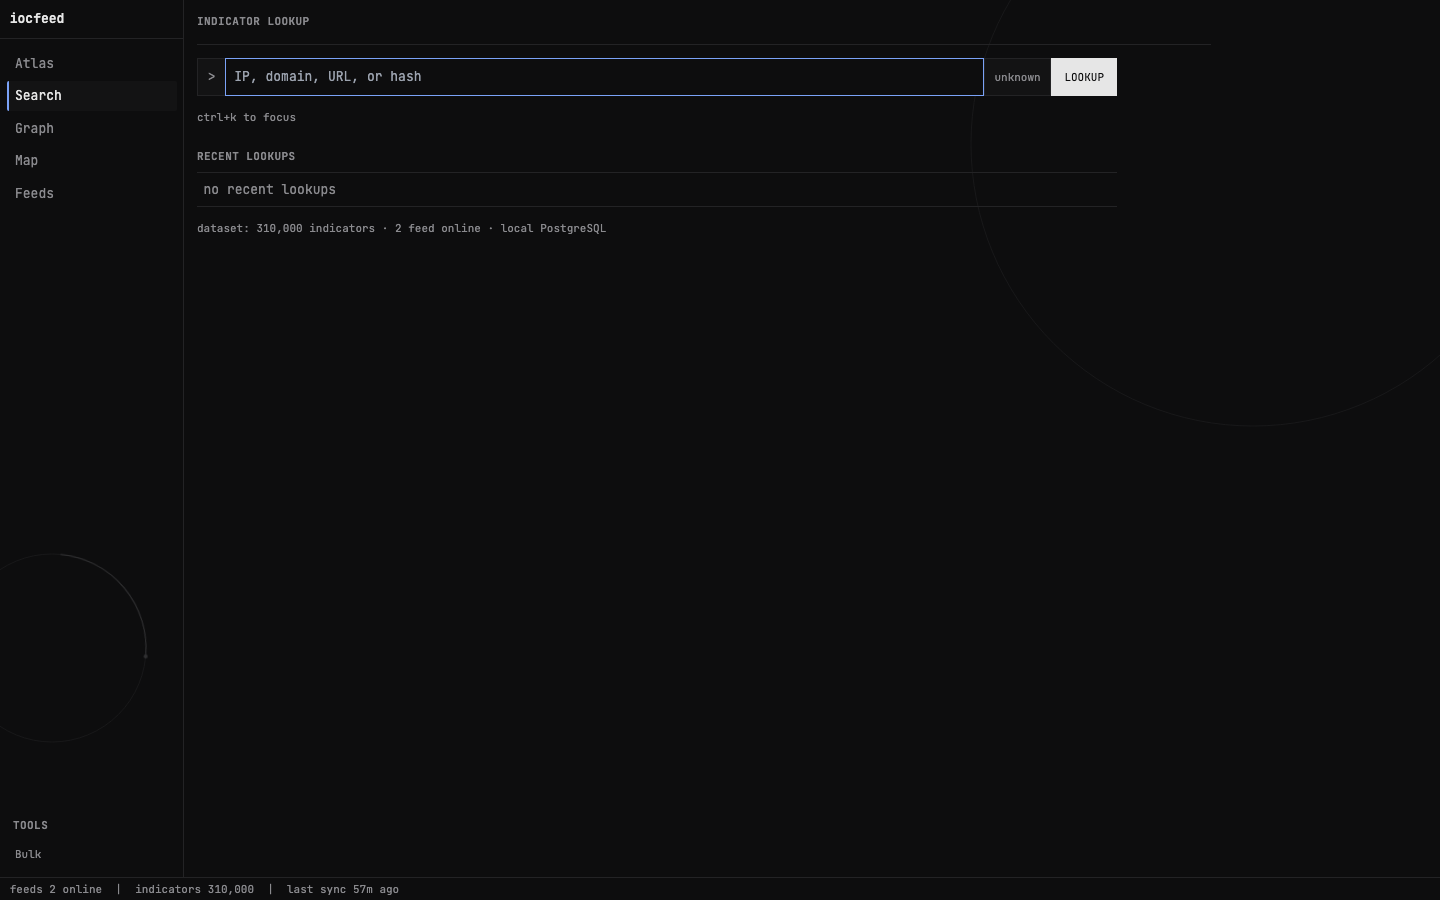 iocfeed
Atlas
Search
Graph
Map
Feeds
TOOLS
Bulk
INDICATOR LOOKUP
> IP, domain, URL, or hash unknown LOOKUP
ctrl+k to focus
RECENT LOOKUPS
no recent lookups
dataset: 310,000 indicators · 2 feed online · local PostgreSQL
feeds 2 online | indicators 310,000 | last sync 57m ago